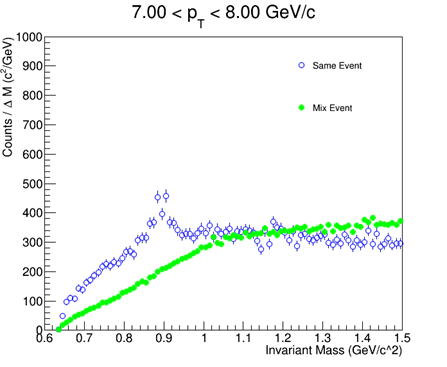 7.00 < p_T < 8.00 GeV/c
Counts / Δ M (c²/GeV)
1000
900
800
700
600
500
400
300
200
100
0
Same Event
Mix Event
0.6 0.7 0.8 0.9 1 1.1 1.2 1.3 1.4 1.5
Invariant Mass (GeV/c^2)